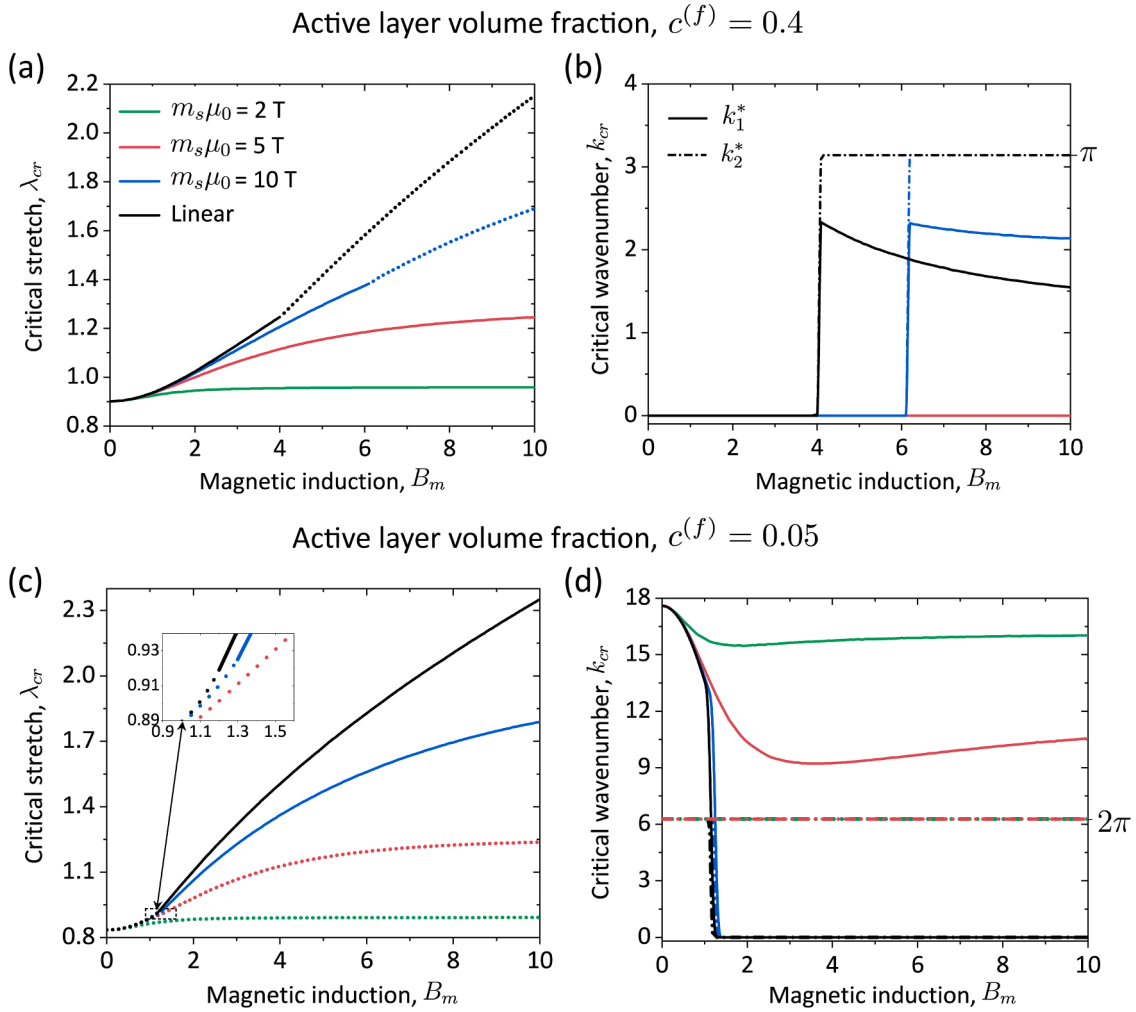 Active layer volume fraction, c^(f) = 0.4
(a)
2.2
2.0
1.8
1.6
1.4
1.2
1.0
0.8
Critical stretch, λ_cr
m_sμ_0 = 2 T
m_sμ_0 = 5 T
m_sμ_0 = 10 T
Linear
0 2 4 6 8 10
Magnetic induction, B_m
(b)
4
3
2
1
0
Critical wavenumber, k_cr
k_1^*
k_2^*
π
0 2 4 6 8 10
Magnetic induction, B_m
Active layer volume fraction, c^(f) = 0.05
(c)
2.3
2.0
1.7
1.4
1.1
0.8
Critical stretch, λ_cr
0.93
0.91
0.89
0.9 1.1 1.3 1.5
0 2 4 6 8 10
Magnetic induction, B_m
(d)
18
15
12
9
6
3
0
Critical wavenumber, k_cr
2π
0 2 4 6 8 10
Magnetic induction, B_m